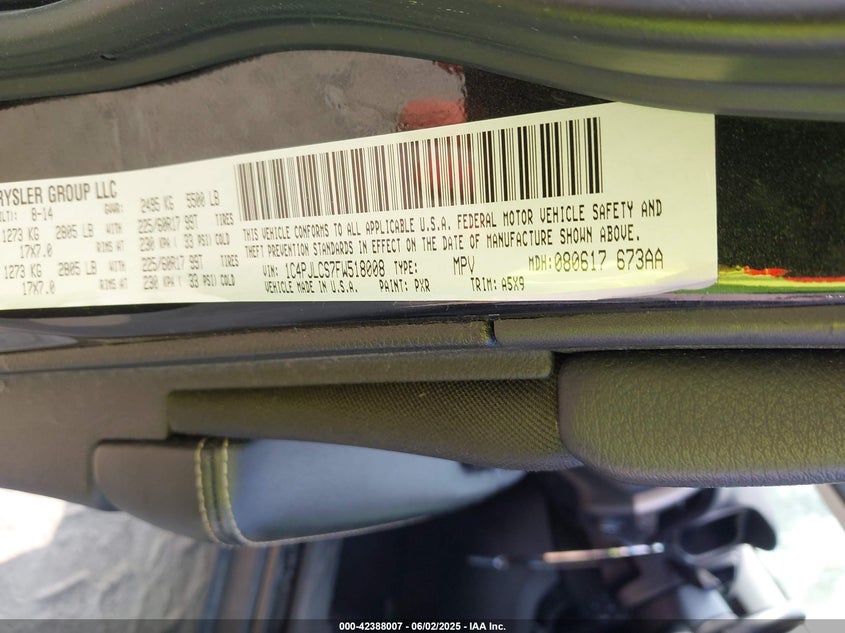 RYSLER GROUP LLC
8-14 GVWR: 2495 KG 5500 LB
1273 KG 2805 LB WITH 225/60R17 99T TIRES
17X7.0 RIMS AT 230 KPA ( 33 PSI) COLD
1273 KG 2805 LB WITH 225/60R17 99T TIRES
17X7.0 RIMS AT 230 KPA ( 33 PSI) COLD
THIS VEHICLE CONFORMS TO ALL APPLICABLE U.S.A. FEDERAL MOTOR VEHICLE SAFETY AND
THEFT PREVENTION STANDARDS IN EFFECT ON THE DATE OF MANUFACTURE SHOWN ABOVE.
VIN: 1C4PJLCS7FW518008 TYPE: MPV MDH: 080617 673AA
VEHICLE MADE IN U.S.A. PAINT: PXR TRIM: A5X9
000-42388007 - 06/02/2025 - IAA Inc.